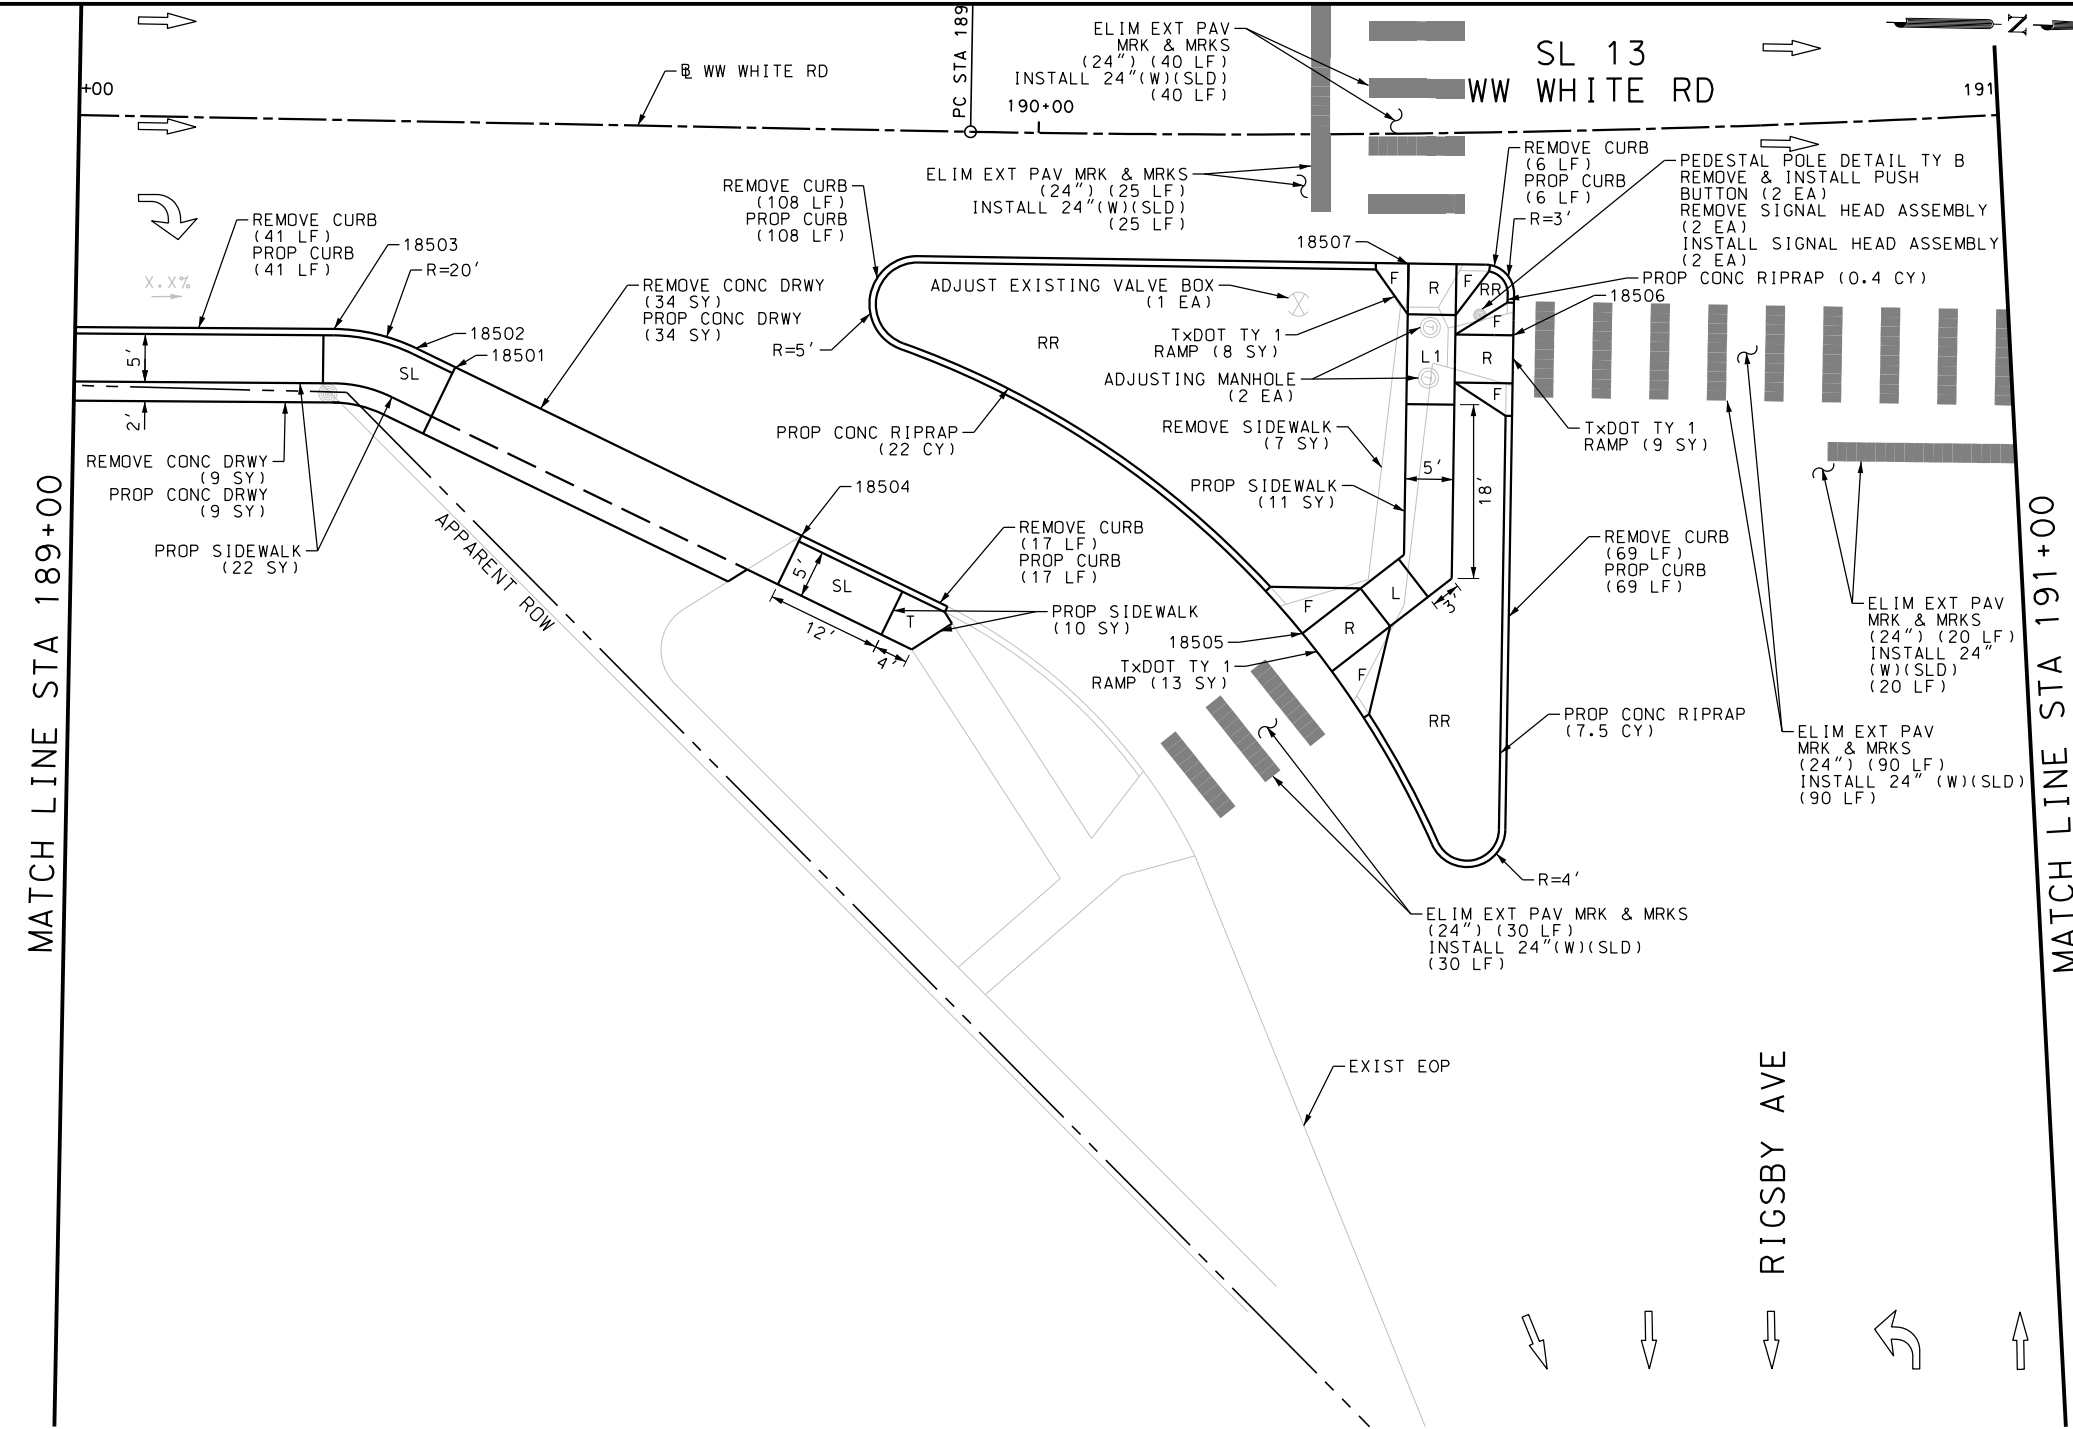 PC STA 189
ELIM EXT PAV
MRK & MRKS
(24") (40 LF)
INSTALL 24"(W)(SLD)
(40 LF)
SL 13
WW WHITE RD
N
B WW WHITE RD
+00
190+00
191
REMOVE CURB
(6 LF)
PROP CURB
(6 LF)
R=3'
PEDESTAL POLE DETAIL TY B
REMOVE & INSTALL PUSH
BUTTON (2 EA)
REMOVE SIGNAL HEAD ASSEMBLY
(2 EA)
INSTALL SIGNAL HEAD ASSEMBLY
(2 EA)
ELIM EXT PAV MRK & MRKS
(24") (25 LF)
INSTALL 24"(W)(SLD)
(25 LF)
REMOVE CURB
(108 LF)
PROP CURB
(108 LF)
REMOVE CURB
(41 LF)
PROP CURB
(41 LF)
18503
R=20'
X.X%
REMOVE CONC DRWY
(34 SY)
PROP CONC DRWY
(34 SY)
18507
PROP CONC RIPRAP (0.4 CY)
18506
ADJUST EXISTING VALVE BOX
(1 EA)
F
R
F
RR
F
18502
18501
R=5'
RR
TxDOT TY 1
RAMP (8 SY)
L1
R
5'
SL
ADJUSTING MANHOLE
(2 EA)
F
2'
PROP CONC RIPRAP
(22 CY)
REMOVE SIDEWALK
(7 SY)
TxDOT TY 1
RAMP (9 SY)
REMOVE CONC DRWY
(9 SY)
PROP CONC DRWY
(9 SY)
5'
18'
18504
PROP SIDEWALK
(11 SY)
PROP SIDEWALK
(22 SY)
APPARENT ROW
REMOVE CURB
(17 LF)
PROP CURB
(17 LF)
REMOVE CURB
(69 LF)
PROP CURB
(69 LF)
5'
SL
12'
T
4'
PROP SIDEWALK
(10 SY)
F
L
3'
R
18505
TxDOT TY 1
RAMP (13 SY)
F
ELIM EXT PAV
MRK & MRKS
(24") (20 LF)
INSTALL 24"
(W)(SLD)
(20 LF)
RR
PROP CONC RIPRAP
(7.5 CY)
ELIM EXT PAV
MRK & MRKS
(24") (90 LF)
INSTALL 24" (W)(SLD)
(90 LF)
MATCH LINE STA 189+00
MATCH LINE STA 191+00
R=4'
ELIM EXT PAV MRK & MRKS
(24") (30 LF)
INSTALL 24"(W)(SLD)
(30 LF)
EXIST EOP
RIGSBY AVE